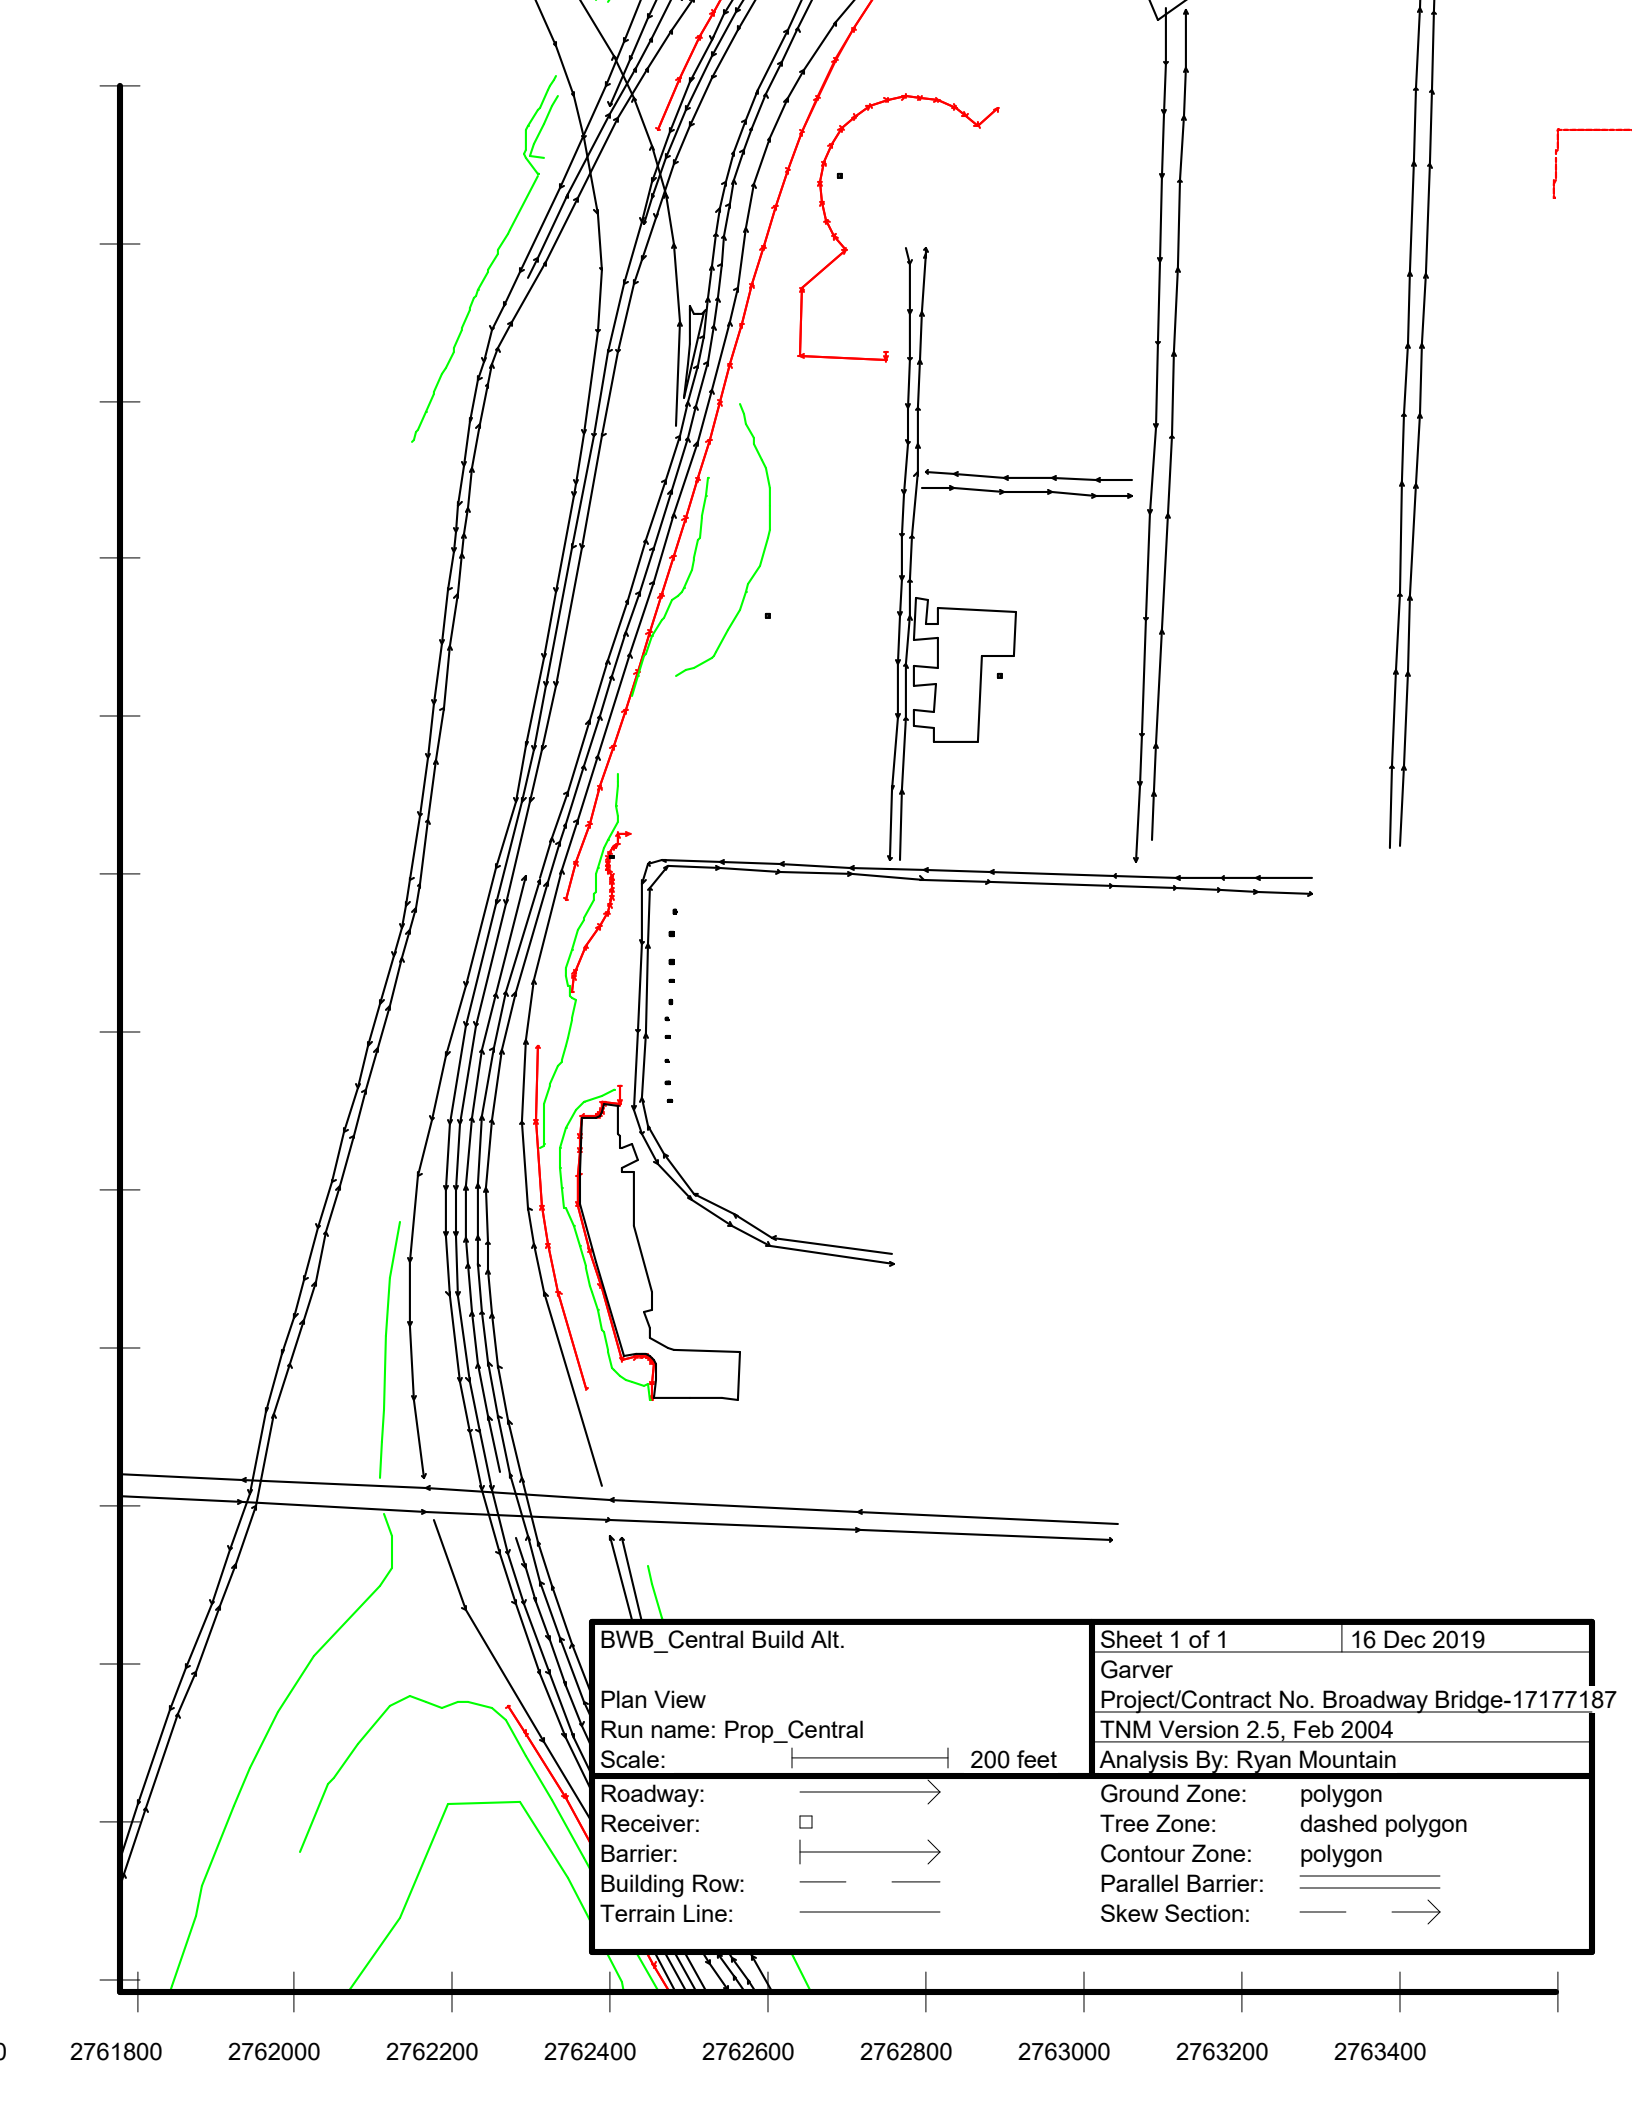 BWB_Central Build Alt.
Plan View
Run name: Prop_Central
Scale: 200 feet
Sheet 1 of 1 16 Dec 2019
Garver
Project/Contract No. Broadway Bridge-17177187
TNM Version 2.5, Feb 2004
Analysis By: Ryan Mountain
Roadway:
Receiver:
Barrier:
Building Row:
Terrain Line:
Ground Zone: polygon
Tree Zone: dashed polygon
Contour Zone: polygon
Parallel Barrier:
Skew Section:
0 2761800 2762000 2762200 2762400 2762600 2762800 2763000 2763200 2763400